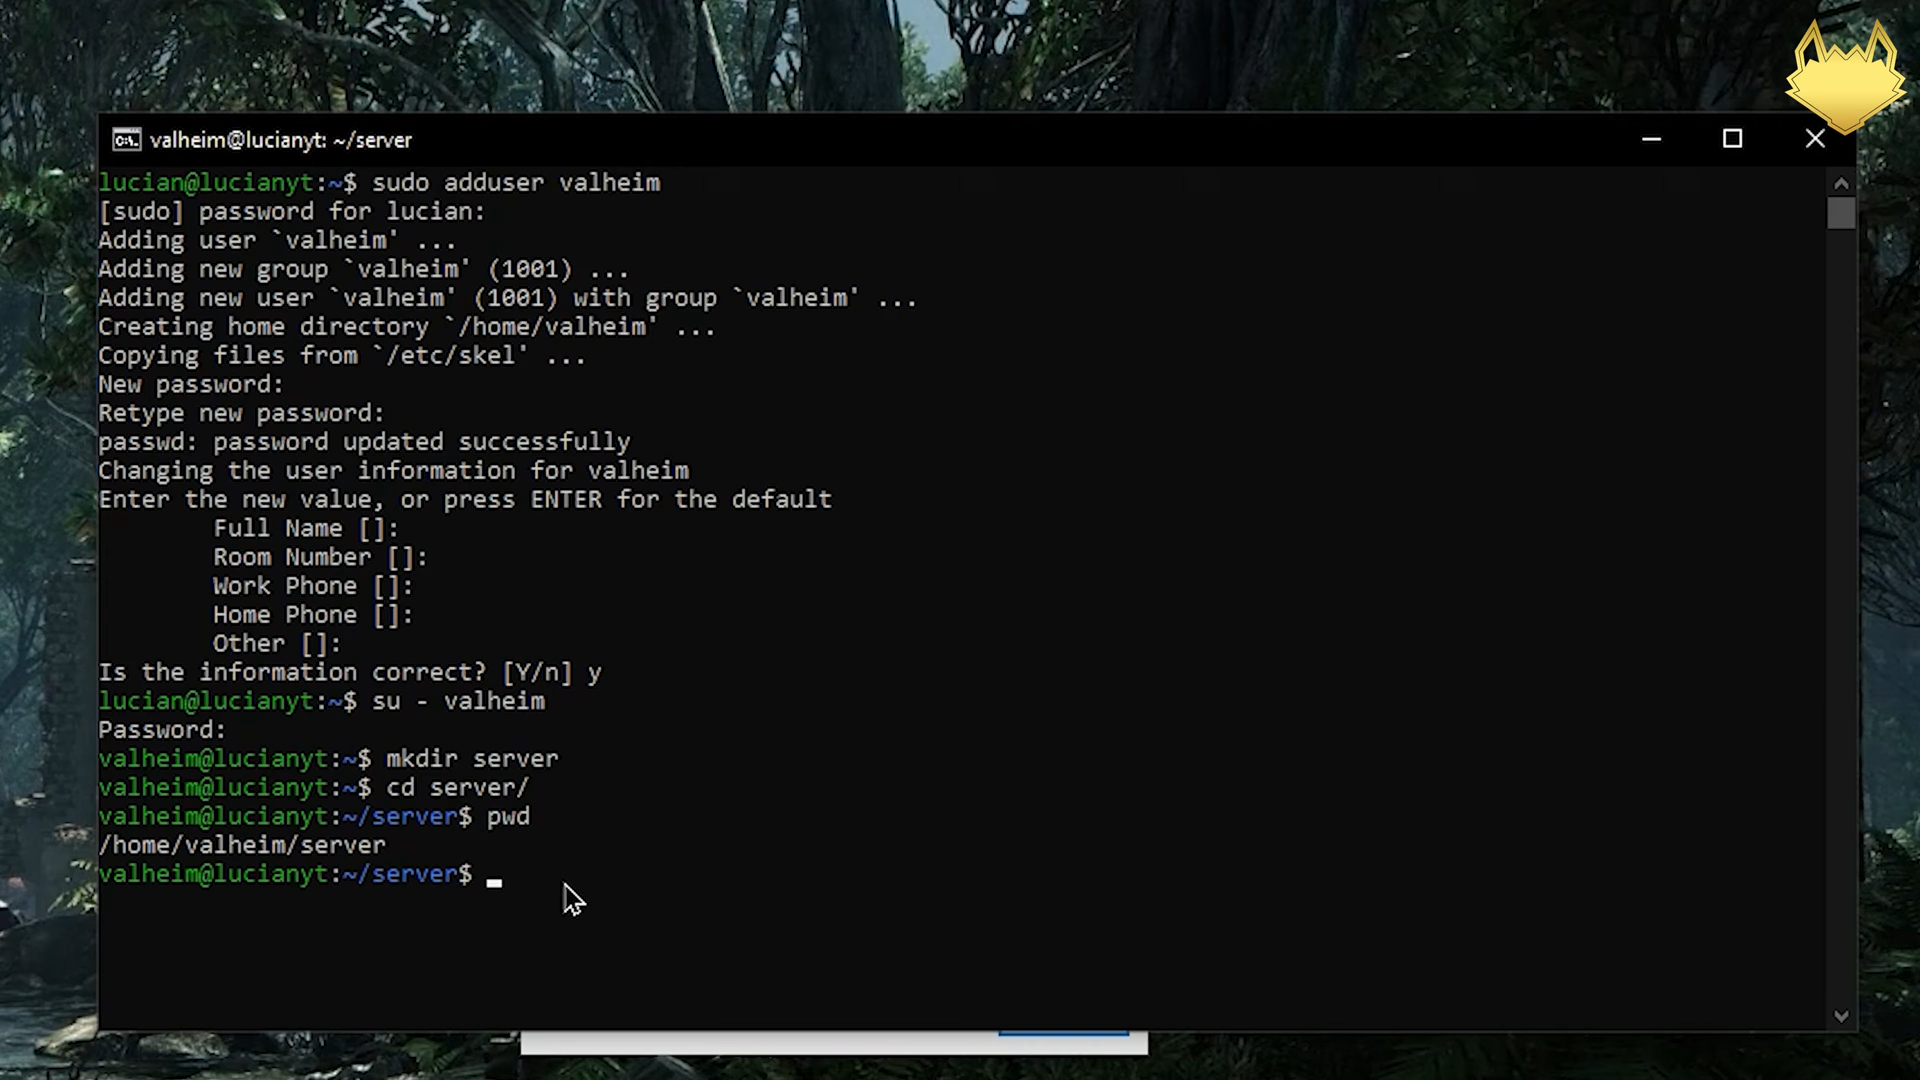 valheim@lucianyt: ~/server
lucian@lucianyt:~$ sudo adduser valheim
[sudo] password for lucian:
Adding user `valheim' ...
Adding new group `valheim' (1001) ...
Adding new user `valheim' (1001) with group `valheim' ...
Creating home directory `/home/valheim' ...
Copying files from `/etc/skel' ...
New password:
Retype new password:
passwd: password updated successfully
Changing the user information for valheim
Enter the new value, or press ENTER for the default
Full Name []:
Room Number []:
Work Phone []:
Home Phone []:
Other []:
Is the information correct? [Y/n] y
lucian@lucianyt:~$ su - valheim
Password:
valheim@lucianyt:~$ mkdir server
valheim@lucianyt:~$ cd server/
valheim@lucianyt:~/server$ pwd
/home/valheim/server
valheim@lucianyt:~/server$